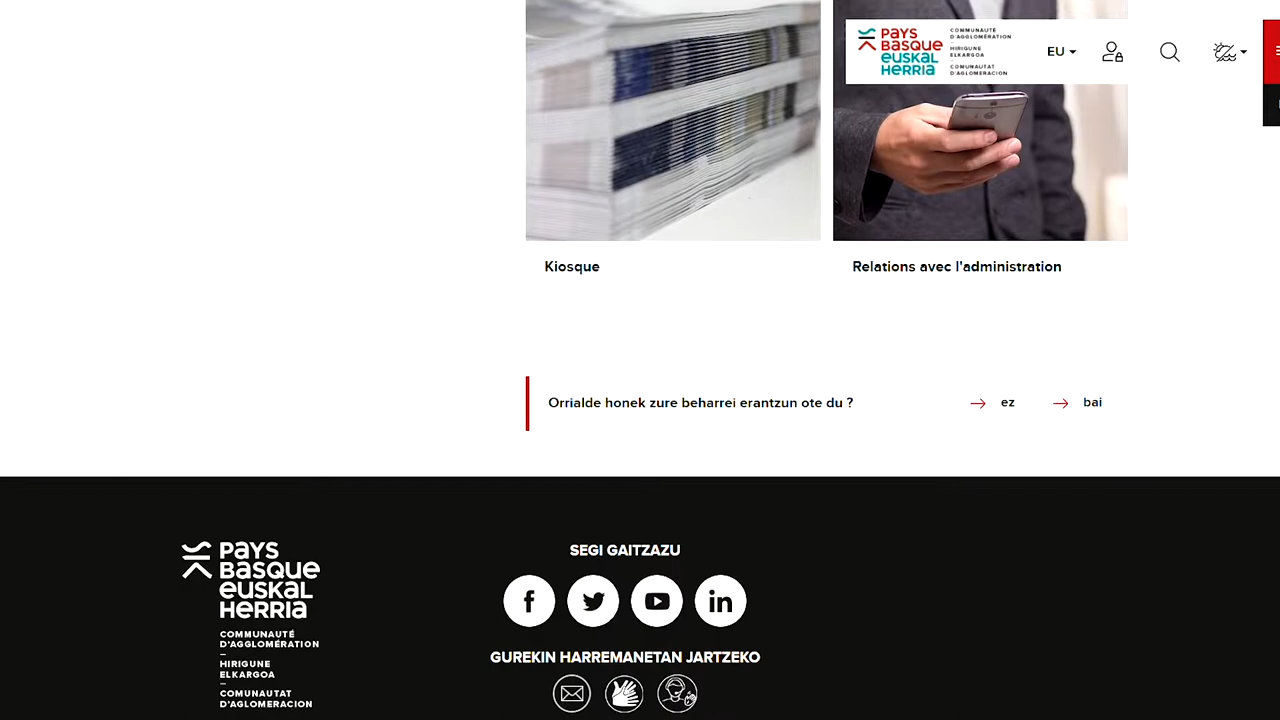 PAYS
BASQUE
EUSKAL
HERRIA
COMMUNAUTÉ
D'AGGLOMÉRATION
HIRIGUNE
ELKARGOA
COMUNAUTAT
D'AGLOMERACION
EU
Kiosque
Relations avec l'administration
Orrialde honek zure beharrei erantzun ote du ?
ez
bai
PAYS
BASQUE
EUSKAL
HERRIA
COMMUNAUTÉ
D'AGGLOMÉRATION
HIRIGUNE
ELKARGOA
COMUNAUTAT
D'AGLOMERACION
SEGI GAITZAZU
GUREKIN HARREMANETAN JARTZEKO